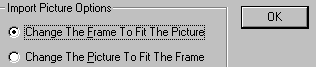 Import Picture Options
OK
Change The Frame To Fit The Picture
Change The Picture To Fit The Frame